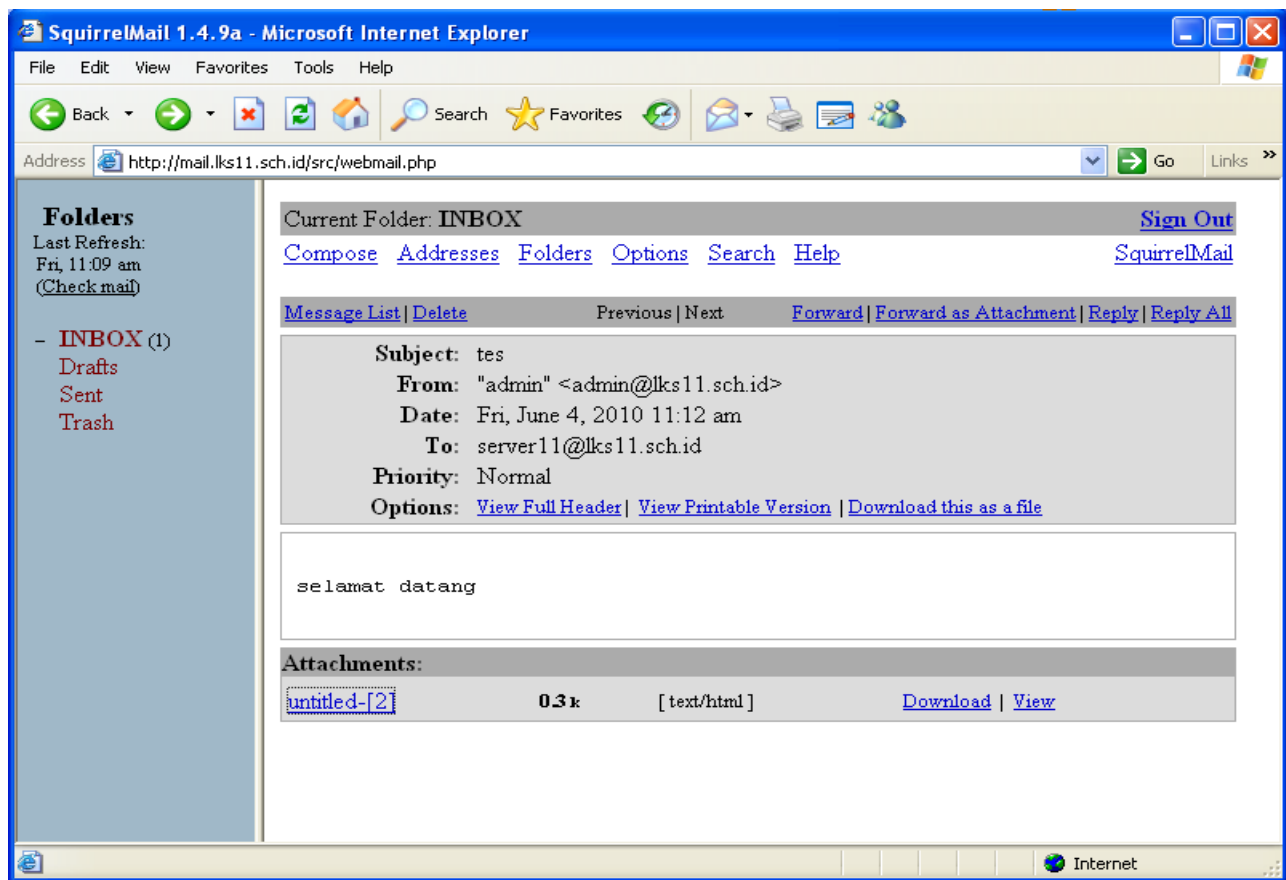 SquirrelMail 1.4.9a - Microsoft Internet Explorer
File Edit View Favorites Tools Help
Back Search Favorites
Address http://mail.lks11.sch.id/src/webmail.php Go Links »
Folders
Last Refresh:
Fri, 11:09 am
(Check mail)
– INBOX (1)
Drafts
Sent
Trash
Current Folder: INBOX Sign Out
Compose Addresses Folders Options Search Help SquirrelMail
Message List | Delete Previous | Next Forward | Forward as Attachment | Reply | Reply All
Subject: tes
From: "admin" <admin@lks11.sch.id>
Date: Fri, June 4, 2010 11:12 am
To: server11@lks11.sch.id
Priority: Normal
Options: View Full Header | View Printable Version | Download this as a file
selamat datang
Attachments:
untitled-[2] 0.3 k [ text/html ] Download | View
Internet